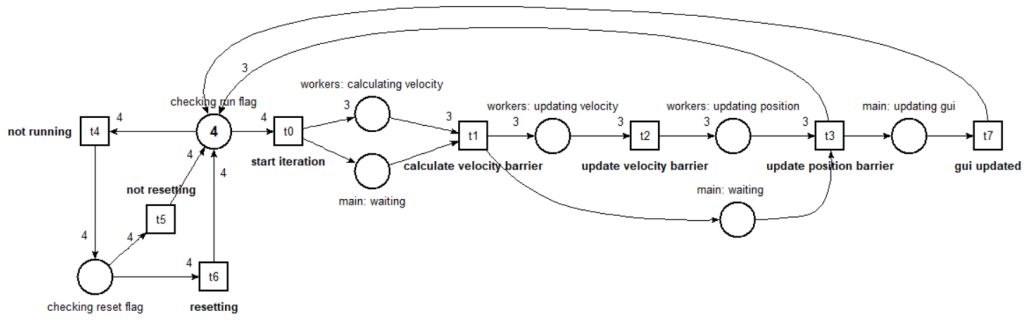 3
checking run flag
workers: calculating velocity
workers: updating velocity
workers: updating position
main: updating gui
not running
t4
4
4
4
t0
3
3
t1
3
3
t2
3
3
t3
t7
start iteration
calculate velocity barrier
update velocity barrier
update position barrier
gui updated
4
4
not resetting
main: waiting
main: waiting
t5
4
4
4
t6
checking reset flag
resetting